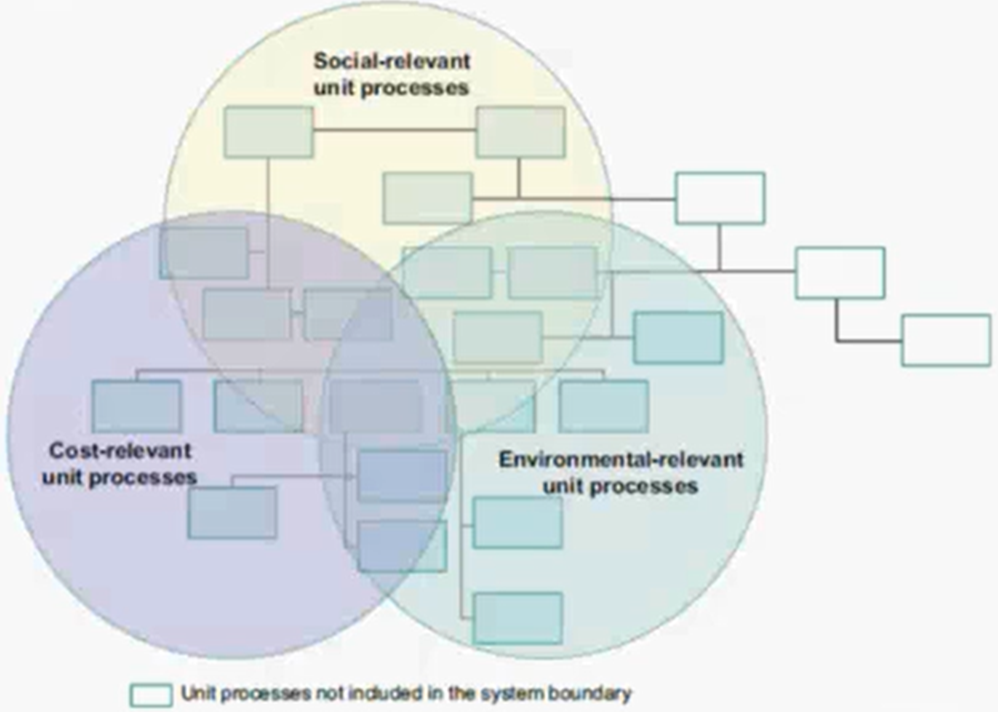 Social-relevant
unit processes
Cost-relevant
unit processes
Environmental-relevant
unit processes
Unit processes not included in the system boundary